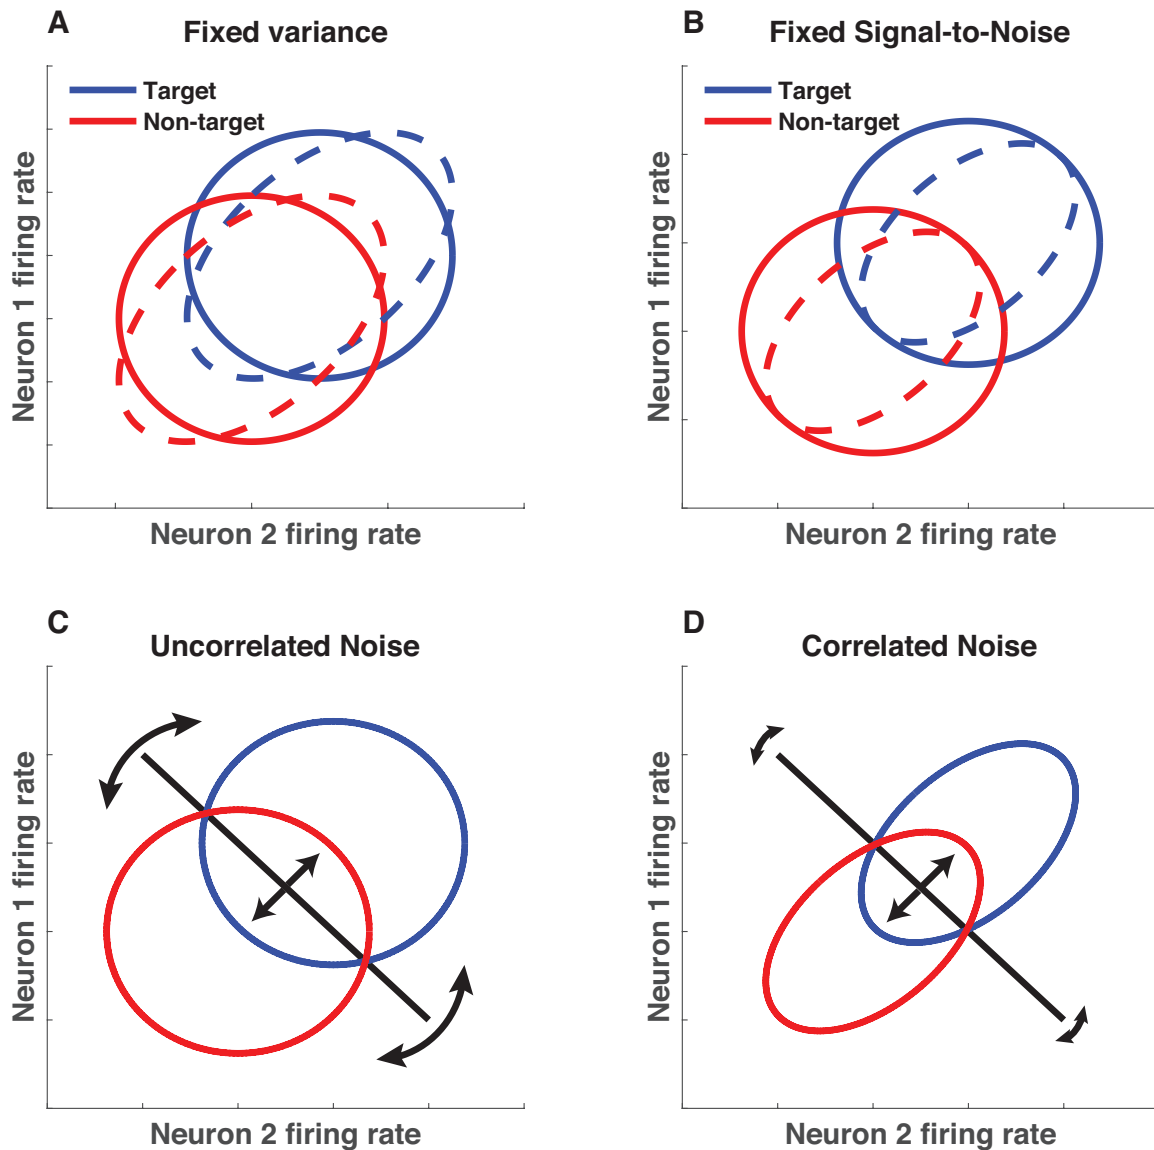 A
Fixed variance
Target
Non-target
Neuron 1 firing rate
Neuron 2 firing rate
B
Fixed Signal-to-Noise
Target
Non-target
Neuron 1 firing rate
Neuron 2 firing rate
C
Uncorrelated Noise
Neuron 1 firing rate
Neuron 2 firing rate
D
Correlated Noise
Neuron 1 firing rate
Neuron 2 firing rate